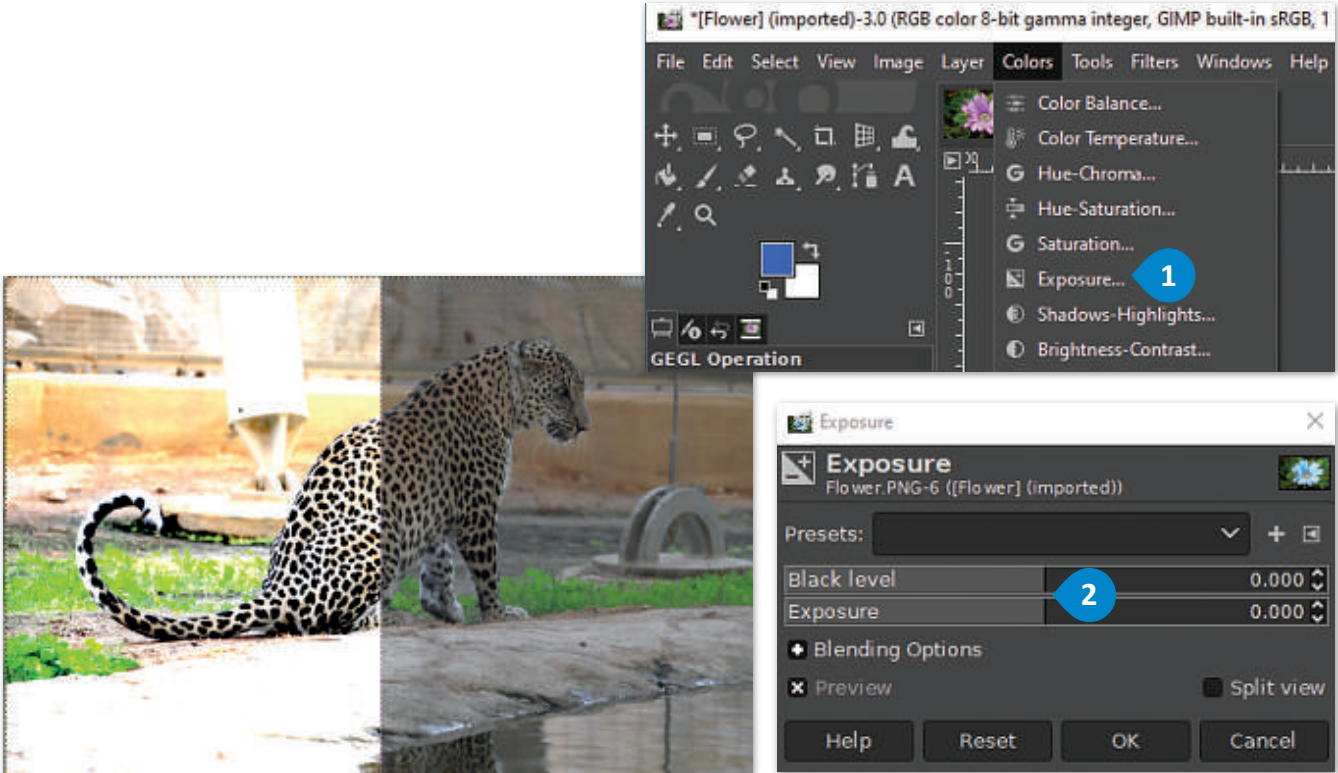 *[Flower] (imported)-3.0 (RGB color 8-bit gamma integer, GIMP built-in sRGB, 1
File Edit Select View Image Layer Colors Tools Filters Windows Help
Color Balance...
Color Temperature...
Hue-Chroma...
Hue-Saturation...
Saturation...
Exposure...
1
Shadows-Highlights...
Brightness-Contrast...
100
GEGL Operation
Exposure
Exposure
Flower.PNG-6 ([Flower] (imported))
Presets:
Black level 0.000
2
Exposure 0.000
Blending Options
Preview Split view
Help Reset OK Cancel